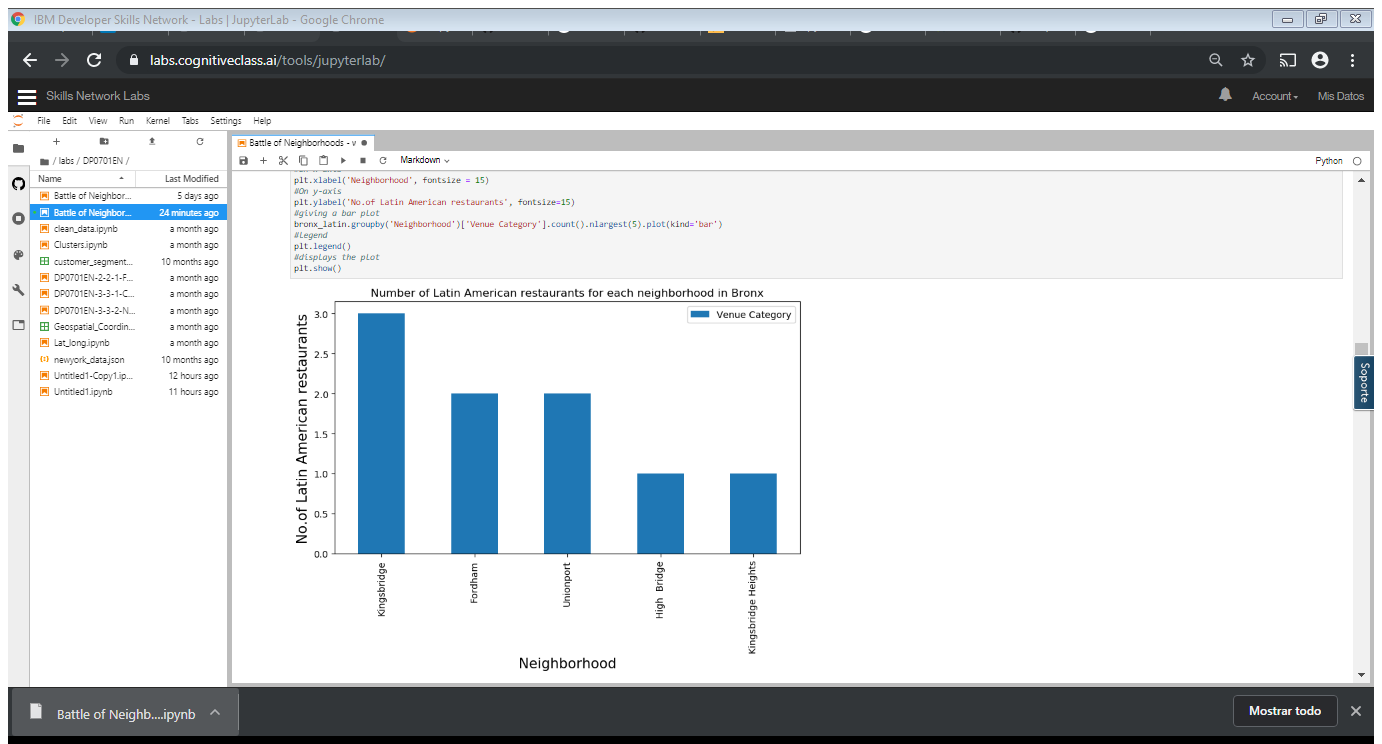 IBM Developer Skills Network - Labs | JupyterLab - Google Chrome
labs.cognitiveclass.ai/tools/jupyterlab/
Skills Network Labs
Account
Mis Datos
File Edit View Run Kernel Tabs Settings Help
/ labs / DP0701EN /
Name Last Modified
Battle of Neighbor... 5 days ago
Battle of Neighbor... 24 minutes ago
clean_data.ipynb a month ago
Clusters.ipynb a month ago
customer_segment... 10 months ago
DP0701EN-2-2-1-F... a month ago
DP0701EN-3-3-1-C... a month ago
DP0701EN-3-3-2-N... a month ago
Geospatial_Coordin... a month ago
Lat_long.ipynb a month ago
newyork_data.json 10 months ago
Untitled1-Copy1.ip... 12 hours ago
Untitled1.ipynb 11 hours ago
Battle of Neighborhoods - v
Markdown
Python
plt.xlabel('Neighborhood', fontsize = 15)
#On y-axis
plt.ylabel('No.of Latin American restaurants', fontsize=15)
#giving a bar plot
bronx_latin.groupby('Neighborhood')['Venue Category'].count().nlargest(5).plot(kind='bar')
#legend
plt.legend()
#displays the plot
plt.show()
Number of Latin American restaurants for each neighborhood in Bronx
Venue Category
No.of Latin American restaurants
3.0
2.5
2.0
1.5
1.0
0.5
0.0
Kingsbridge
Fordham
Unionport
High Bridge
Kingsbridge Heights
Neighborhood
Soporte
Battle of Neighb....ipynb
Mostrar todo